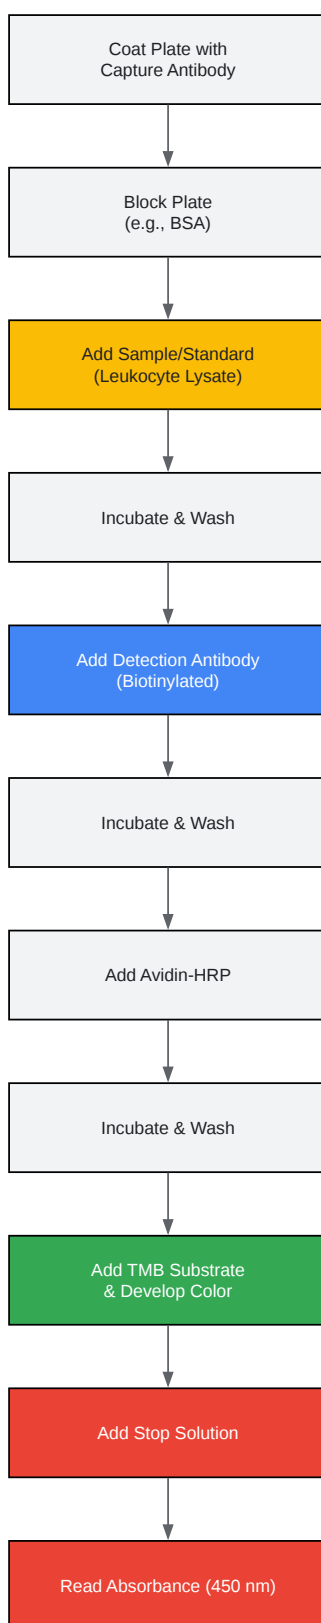 Coat Plate with
Capture Antibody
Block Plate
(e.g., BSA)
Add Sample/Standard
(Leukocyte Lysate)
Incubate & Wash
Add Detection Antibody
(Biotinylated)
Incubate & Wash
Add Avidin-HRP
Incubate & Wash
Add TMB Substrate
& Develop Color
Add Stop Solution
Read Absorbance (450 nm)